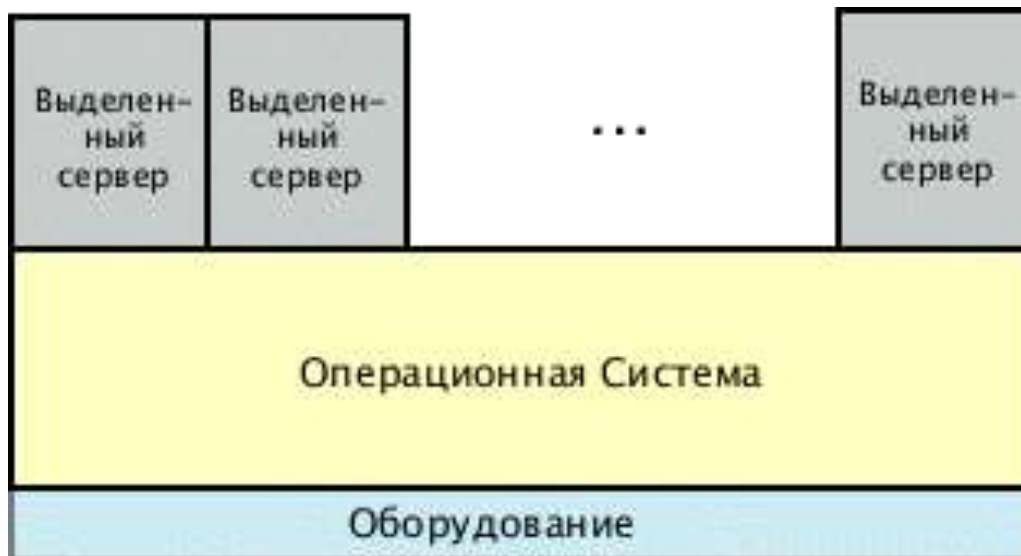 Выделен-
ный
сервер
Выделен-
ный
сервер
...
Выделен-
ный
сервер
Операционная Система
Оборудование